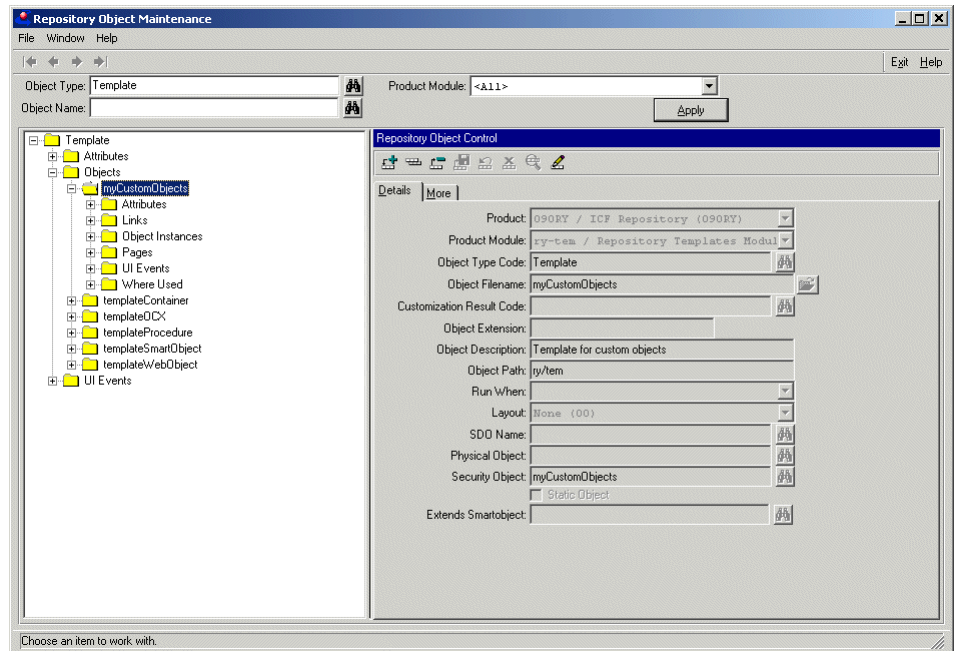 Repository Object Maintenance
File Window Help
Exit Help
Object Type: Template
Product Module: <All>
Object Name:
Apply
Template
Attributes
Objects
myCustomObjects
Attributes
Links
Object Instances
Pages
UI Events
Where Used
templateContainer
templateOCX
templateProcedure
templateSmartObject
templateWebObject
UI Events
Repository Object Control
Details More
Product: 090RY / ICF Repository (090RY)
Product Module: ry-tem / Repository Templates Modul
Object Type Code: Template
Object Filename: myCustomObjects
Customization Result Code:
Object Extension:
Object Description: Template for custom objects
Object Path: ry/tem
Run When:
Layout: None (00)
SDO Name:
Physical Object:
Security Object: myCustomObjects
Static Object
Extends Smartobject:
Choose an item to work with.